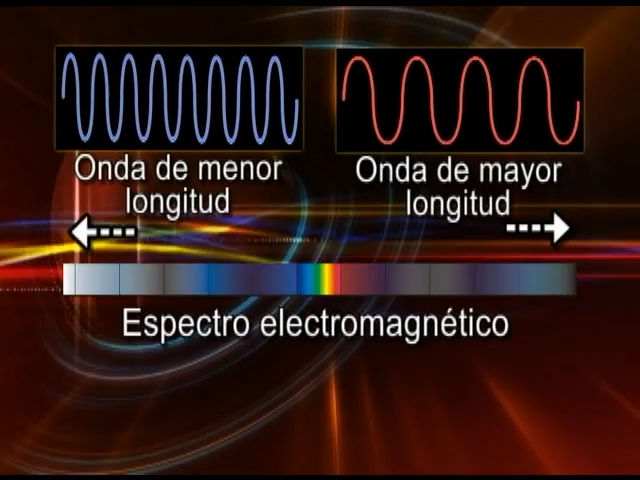 Onda de menor
longitud
Onda de mayor
longitud
Espectro electromagnético